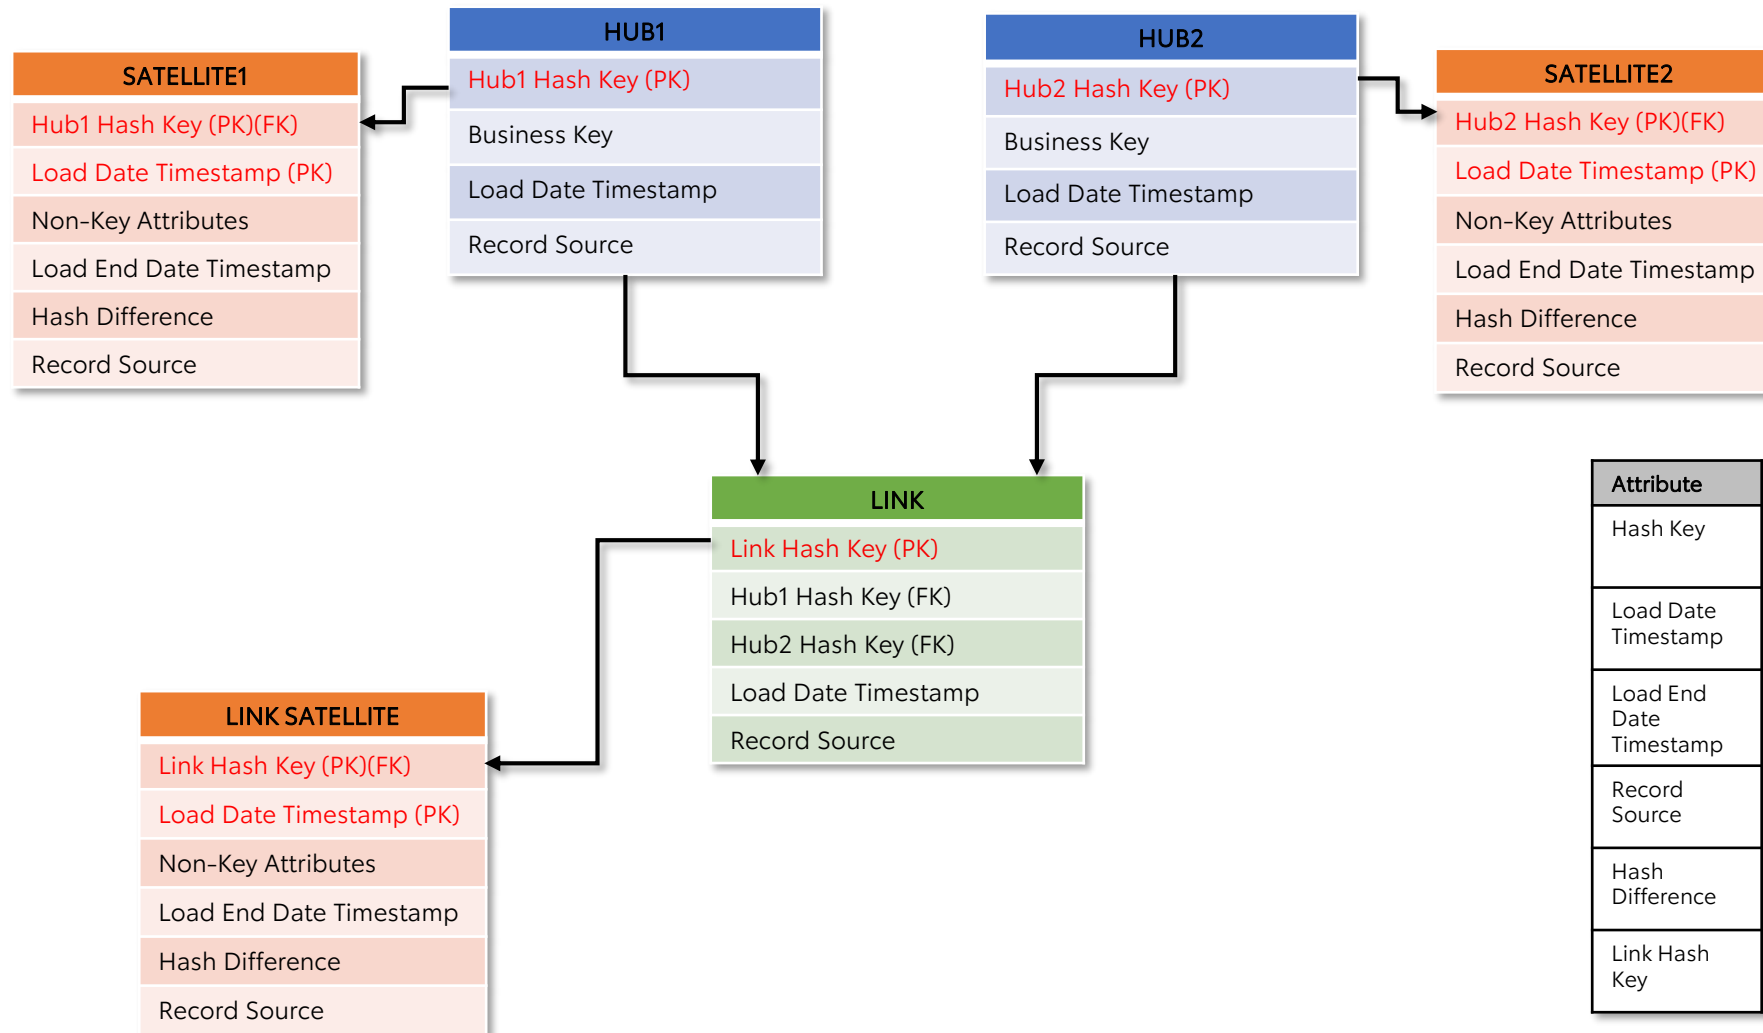 SATELLITE1
Hub1 Hash Key (PK)(FK)
Load Date Timestamp (PK)
Non-Key Attributes
Load End Date Timestamp
Hash Difference
Record Source
HUB1
Hub1 Hash Key (PK)
Business Key
Load Date Timestamp
Record Source
HUB2
Hub2 Hash Key (PK)
Business Key
Load Date Timestamp
Record Source
SATELLITE2
Hub2 Hash Key (PK)(FK)
Load Date Timestamp (PK)
Non-Key Attributes
Load End Date Timestamp
Hash Difference
Record Source
LINK
Link Hash Key (PK)
Hub1 Hash Key (FK)
Hub2 Hash Key (FK)
Load Date Timestamp
Record Source
LINK SATELLITE
Link Hash Key (PK)(FK)
Load Date Timestamp (PK)
Non-Key Attributes
Load End Date Timestamp
Hash Difference
Record Source
Attribute
Hash Key
Load Date
Timestamp
Load End
Date
Timestamp
Record
Source
Hash
Difference
Link Hash
Key